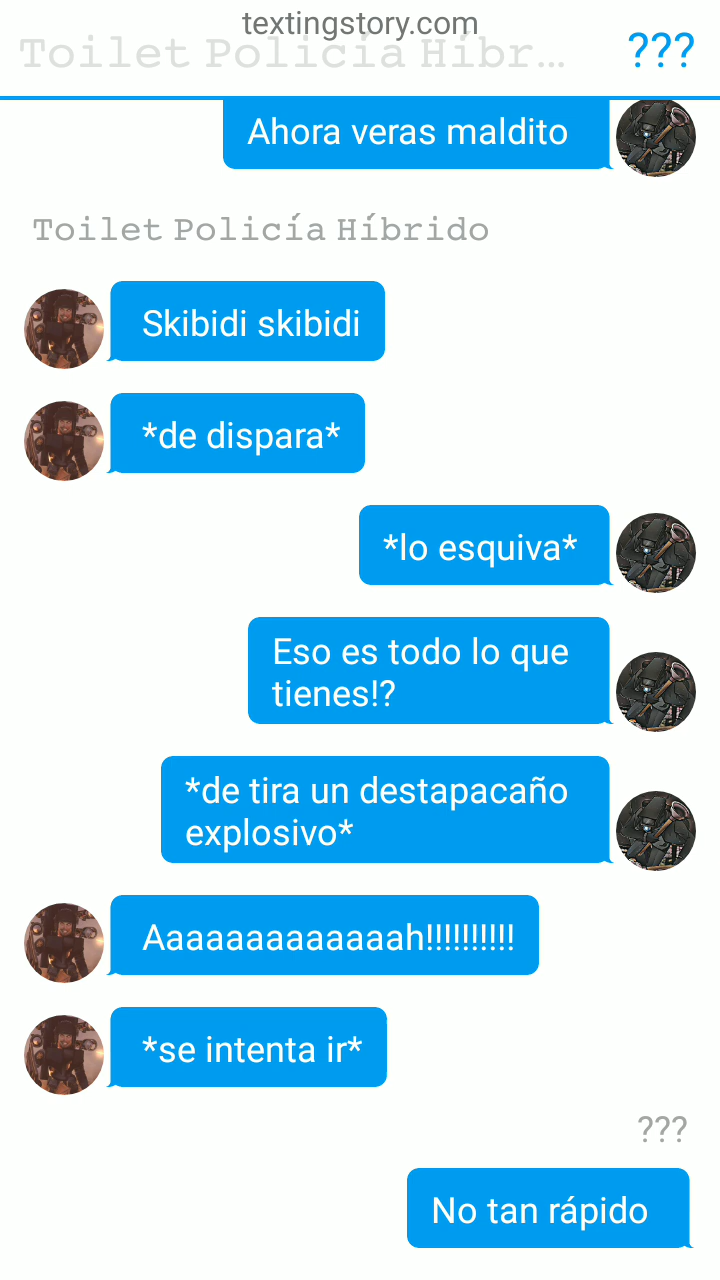 textingstory.com
Toilet Policía Híbr...
???
Ahora veras maldito
Toilet Policía Híbrido
Skibidi skibidi
*de dispara*
*lo esquiva*
Eso es todo lo que
tienes!?
*de tira un destapacaño
explosivo*
Aaaaaaaaaaaaah!!!!!!!!!!
*se intenta ir*
???
No tan rápido